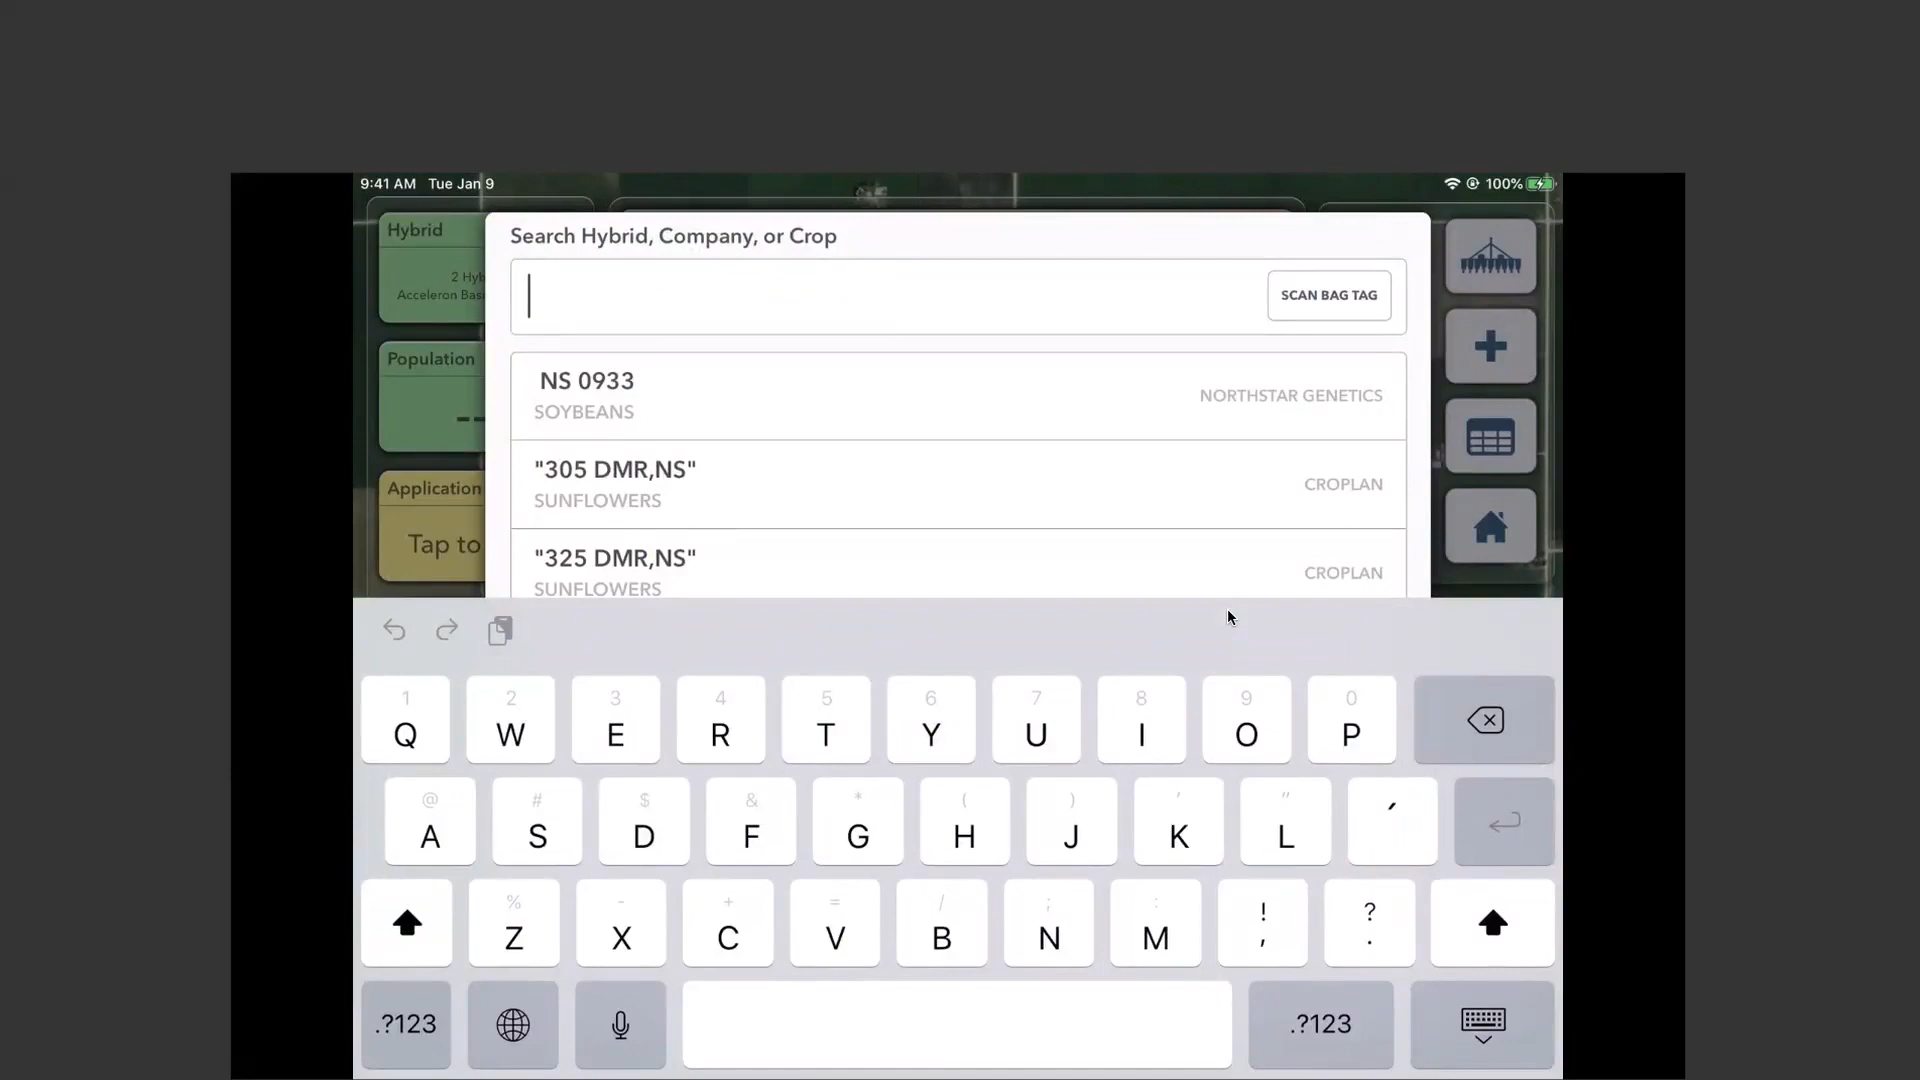 9:41 AM Tue Jan 9
100%
Hybrid
2 Hyb
Acceleron Bas
Population
--
Application
Tap to
Search Hybrid, Company, or Crop
SCAN BAG TAG
NS 0933
SOYBEANS
NORTHSTAR GENETICS
"305 DMR,NS"
SUNFLOWERS
CROPLAN
"325 DMR,NS"
SUNFLOWERS
CROPLAN
1 2 3 4 5 6 7 8 9 0
Q W E R T Y U I O P
@ # $ & * ( ) ' "
A S D F G H J K L ´
% - + = / ; : ! ?
Z X C V B N M , .
.?123 .?123